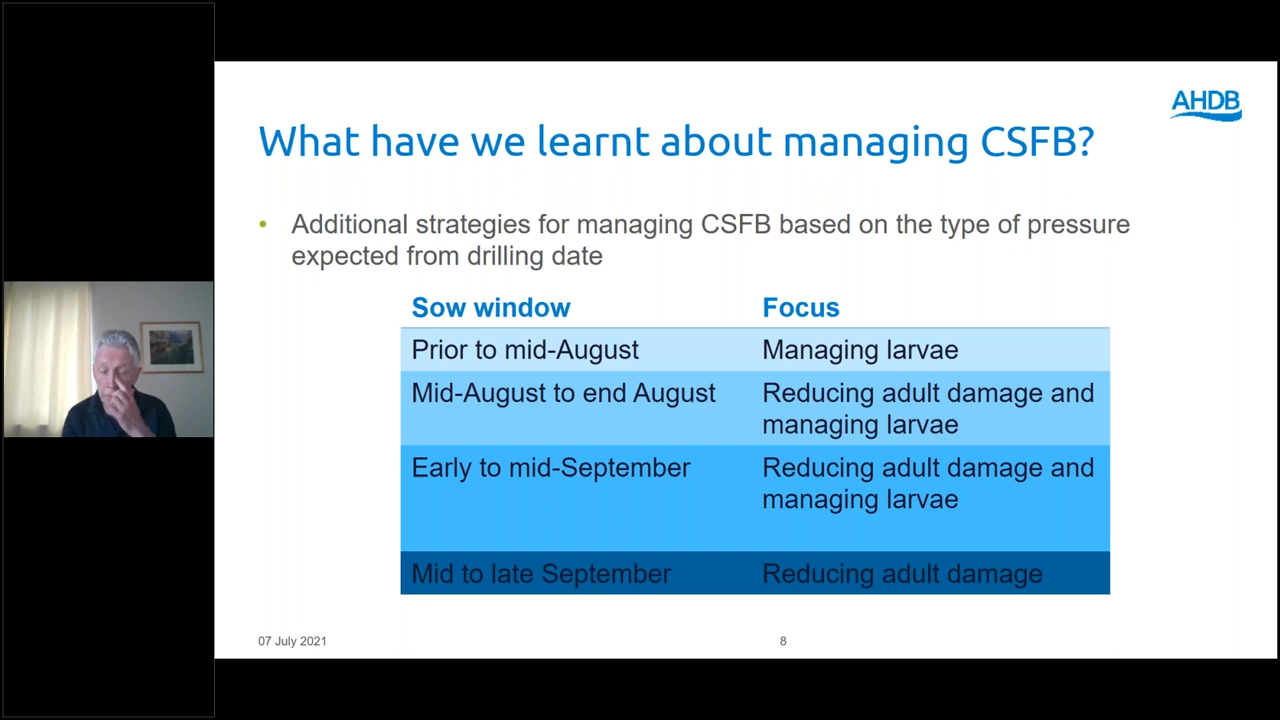 AHDB
What have we learnt about managing CSFB?
• Additional strategies for managing CSFB based on the type of pressure
expected from drilling date
Sow window Focus
Prior to mid-August Managing larvae
Mid-August to end August Reducing adult damage and
managing larvae
Early to mid-September Reducing adult damage and
managing larvae
Mid to late September Reducing adult damage
07 July 2021 8